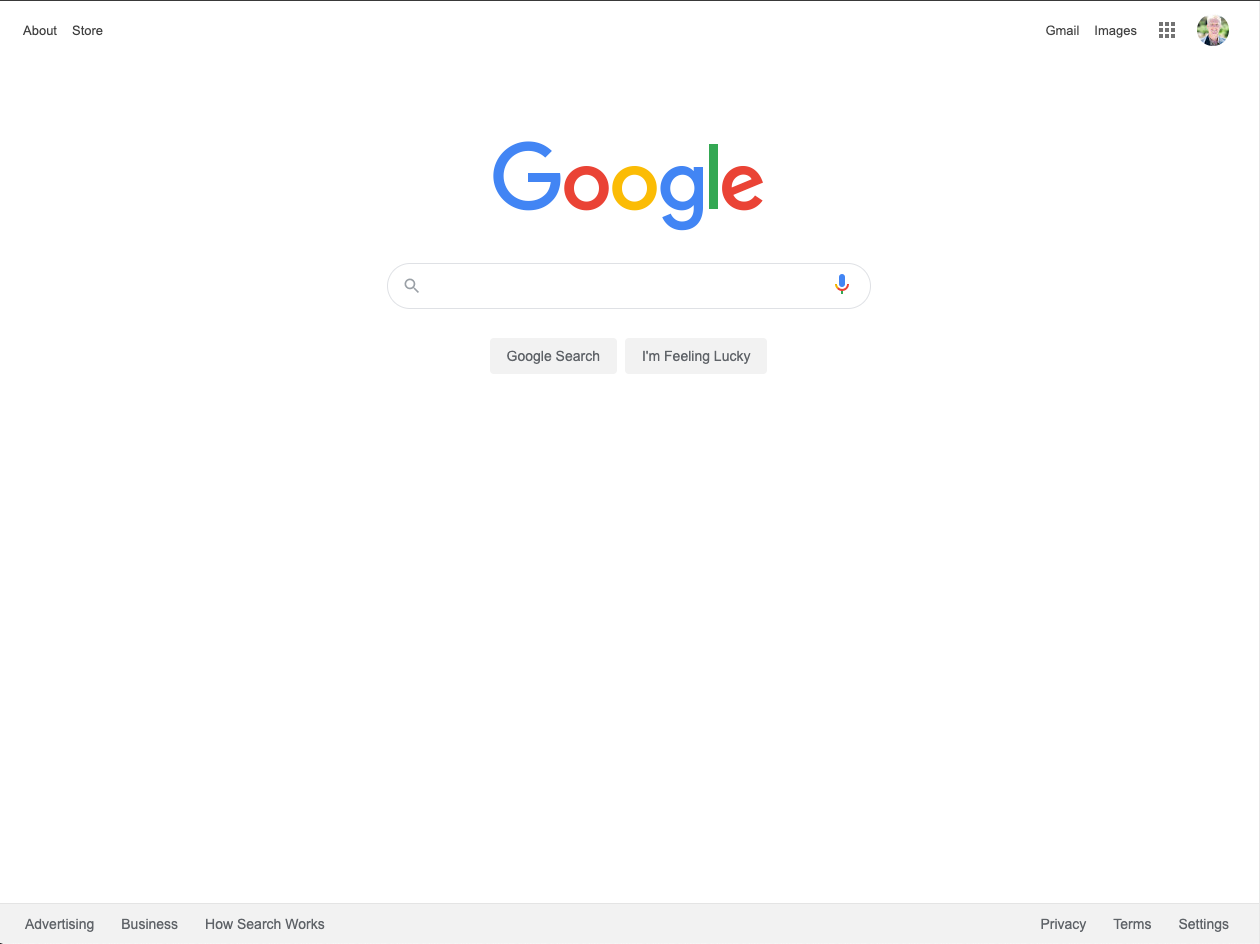 About Store Gmail Images
Google
Google Search I'm Feeling Lucky
Advertising Business How Search Works Privacy Terms Settings